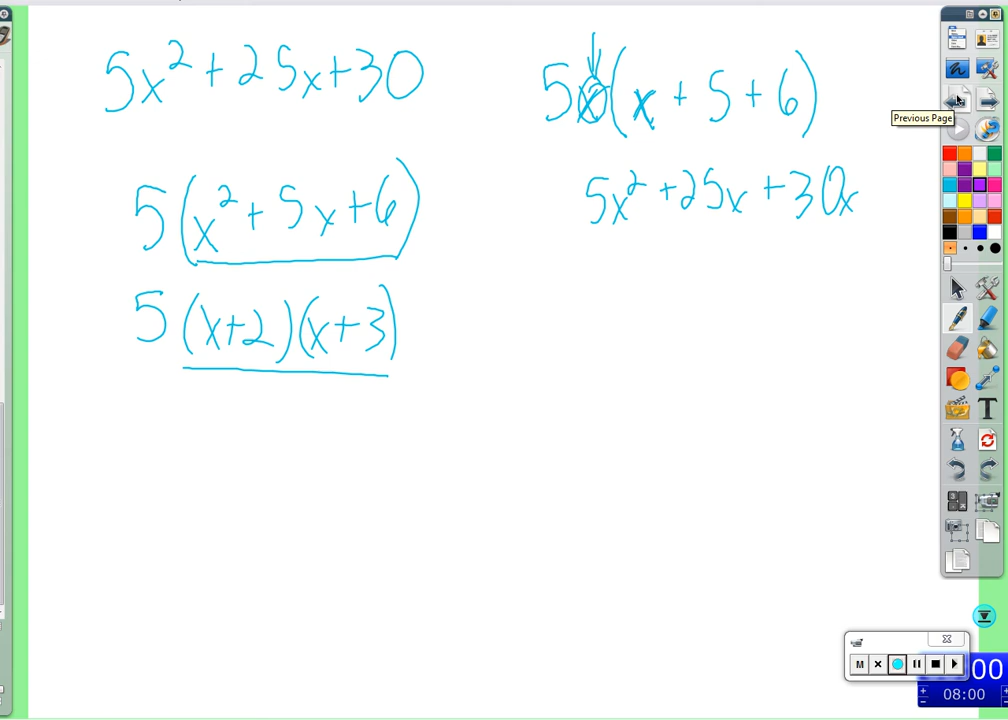 5x² + 25x + 30
5(x² + 5x + 6)
5(x + 2)(x + 3)
5x(x + 5 + 6)
5x² + 25x + 30x
Previous Page
T
M
00
08:00